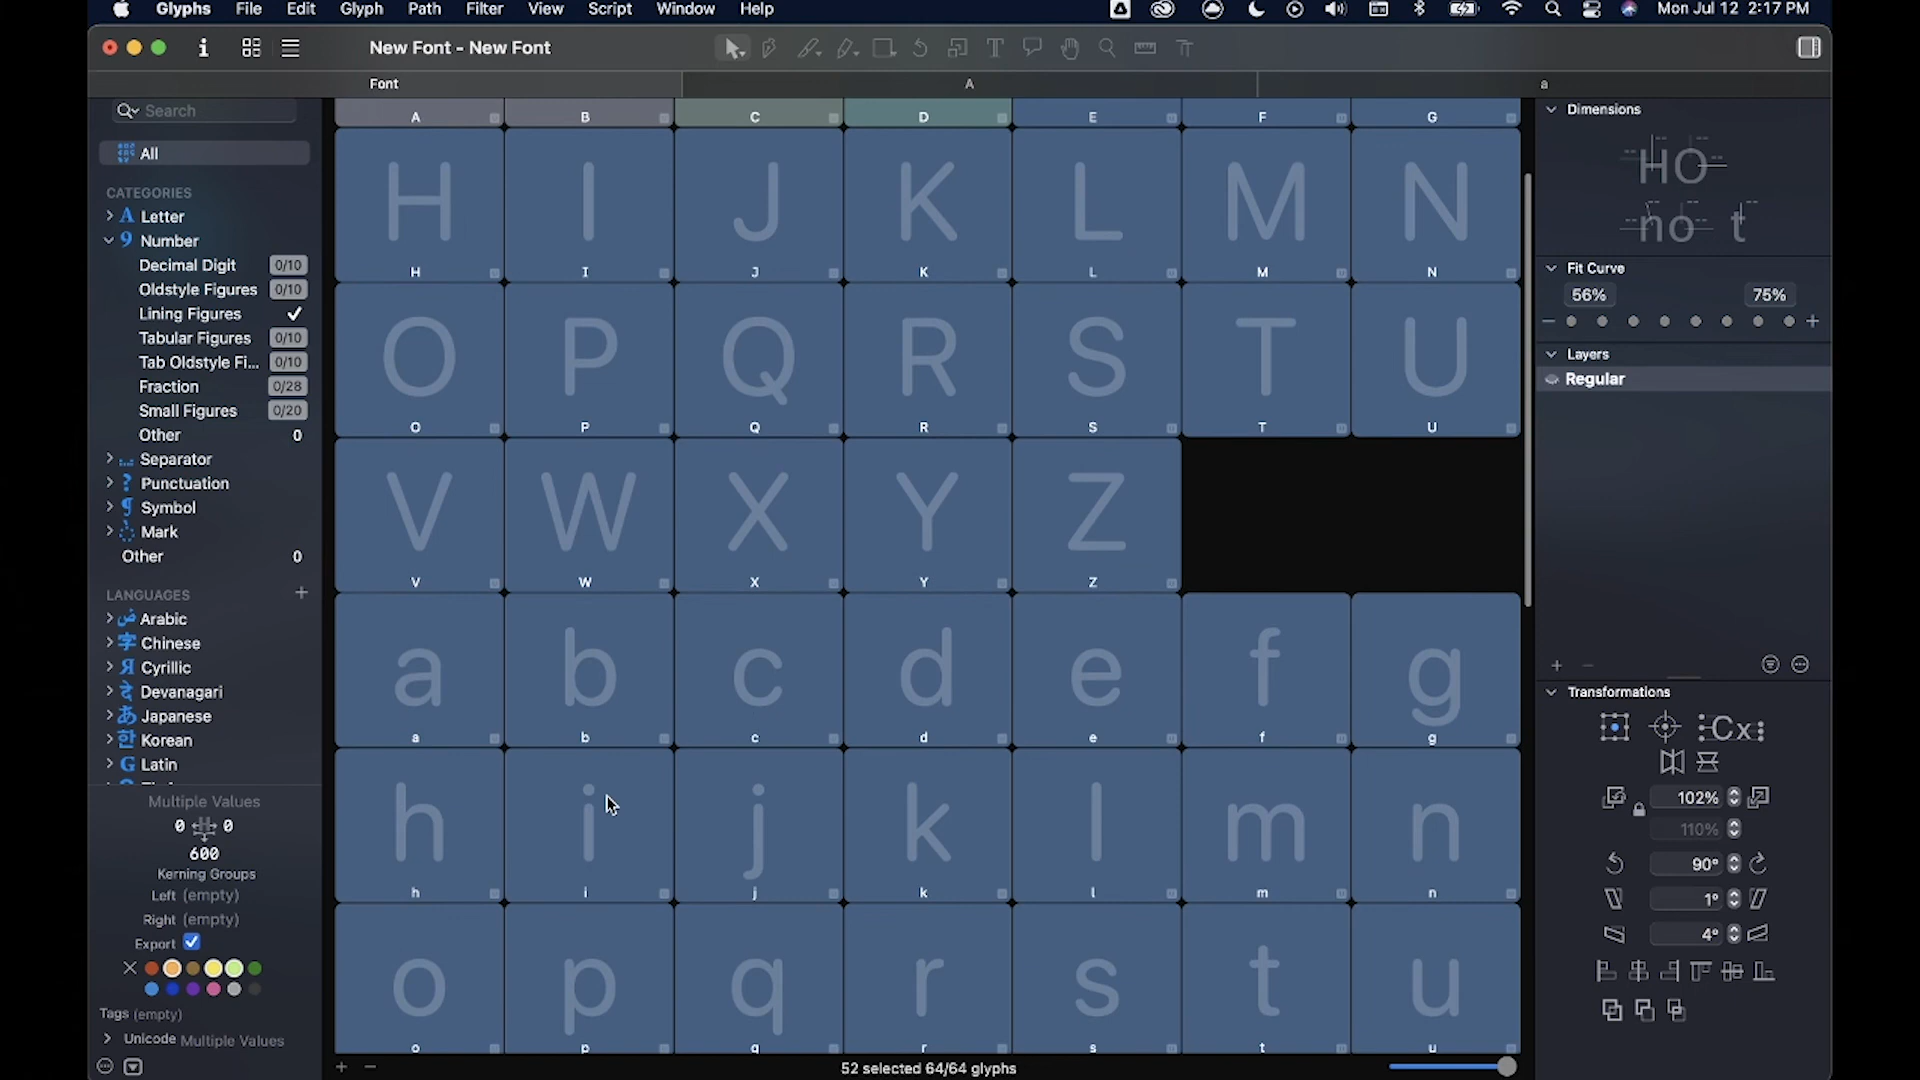 Glyphs File Edit Glyph Path Filter View Script Window Help Mon Jul 12 2:17 PM
New Font - New Font
Font A a
Search
All
CATEGORIES
Letter
Number
Decimal Digit 0/10
Oldstyle Figures 0/10
Lining Figures
Tabular Figures 0/10
Tab Oldstyle Fi... 0/10
Fraction 0/28
Small Figures 0/20
Other 0
Separator
Punctuation
Symbol
Mark
Other 0
LANGUAGES
Arabic
Chinese
Cyrillic
Devanagari
Japanese
Korean
Latin
Multiple Values
0 0
600
Kerning Groups
Left (empty)
Right (empty)
Export
Tags (empty)
Unicode Multiple Values
A B C D E F G
H I J K L M N
H I J K L M N
O P Q R S T U
O P Q R S T U
V W X Y Z
V W X Y Z
a b c d e f g
a b c d e f g
h i j k l m n
h i j k l m n
o p q r s t u
o p q r s t u
52 selected 64/64 glyphs
Dimensions
HO
no t
Fit Curve
56% 75%
Layers
Regular
Transformations
Cx
102%
110%
90°
1°
4°